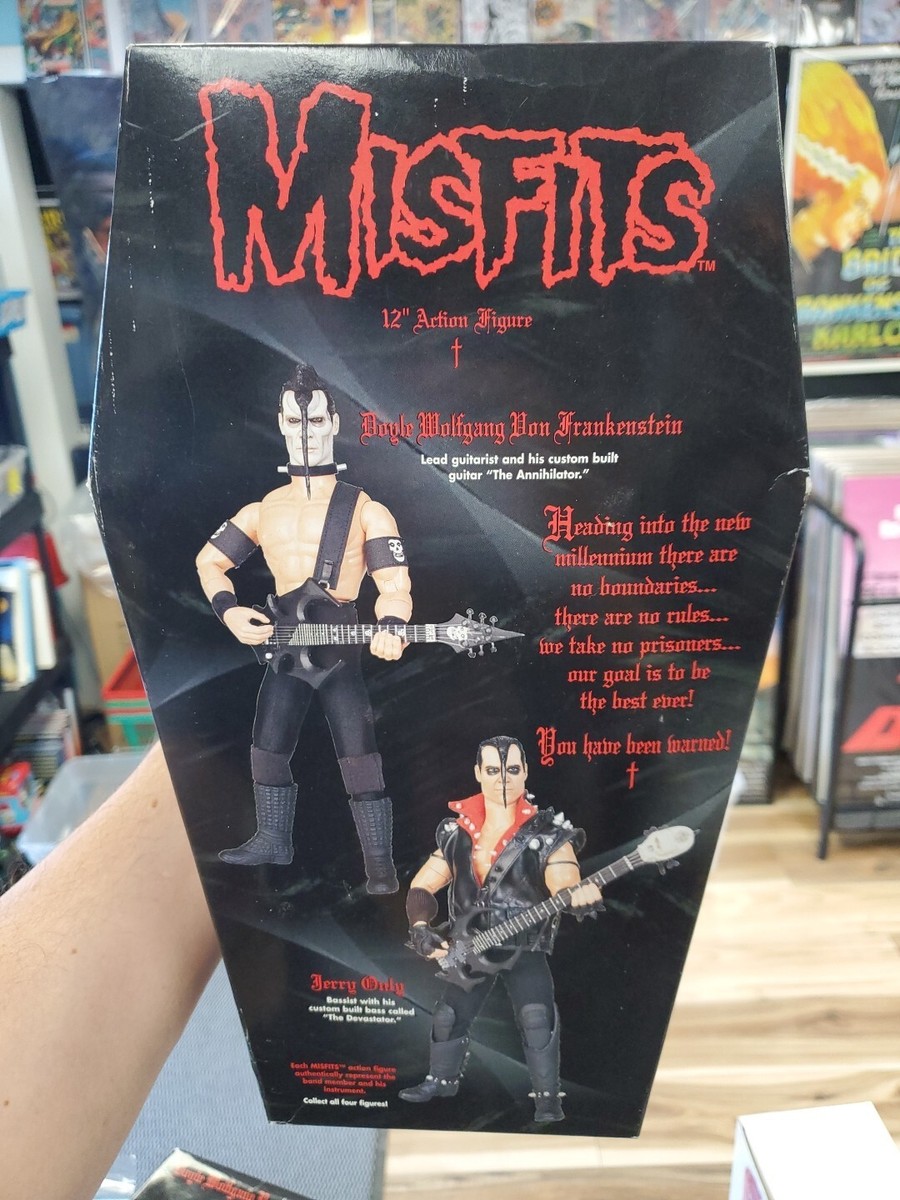 MISFITS™
12" Action Figure
Doyle Wolfgang Von Frankenstein
Lead guitarist and his custom built
guitar "The Annihilator."
Heading into the new
millennium there are
no boundaries...
there are no rules...
we take no prisoners...
our goal is to be
the best ever!
You have been warned!
Jerry Only
Bassist with his
custom built bass called
"The Devastator."
Each MISFITS™ action figure
authentically represent the
band member and his
instrument.
Collect all four figures!
Doyle Wolfgang